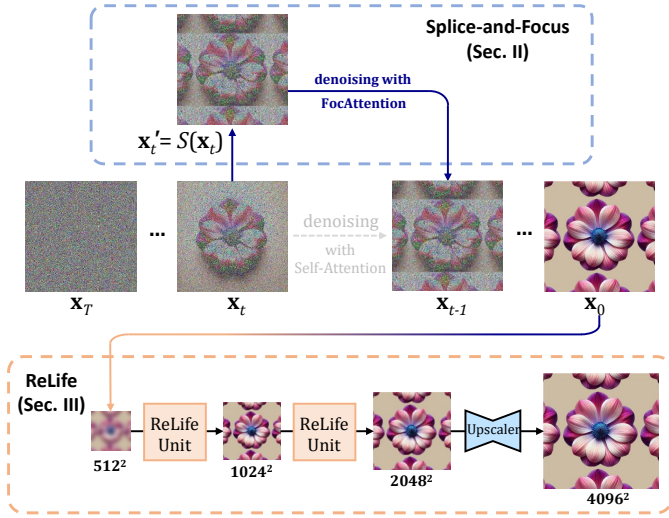 Splice-and-Focus
(Sec. II)
denoising with
FocAttention
x_t′= S(x_t)
...
denoising
with
Self-Attention
...
x_T
x_t
x_{t-1}
x_0
ReLife
(Sec. III)
ReLife
Unit
ReLife
Unit
Upscaler
512²
1024²
2048²
4096²